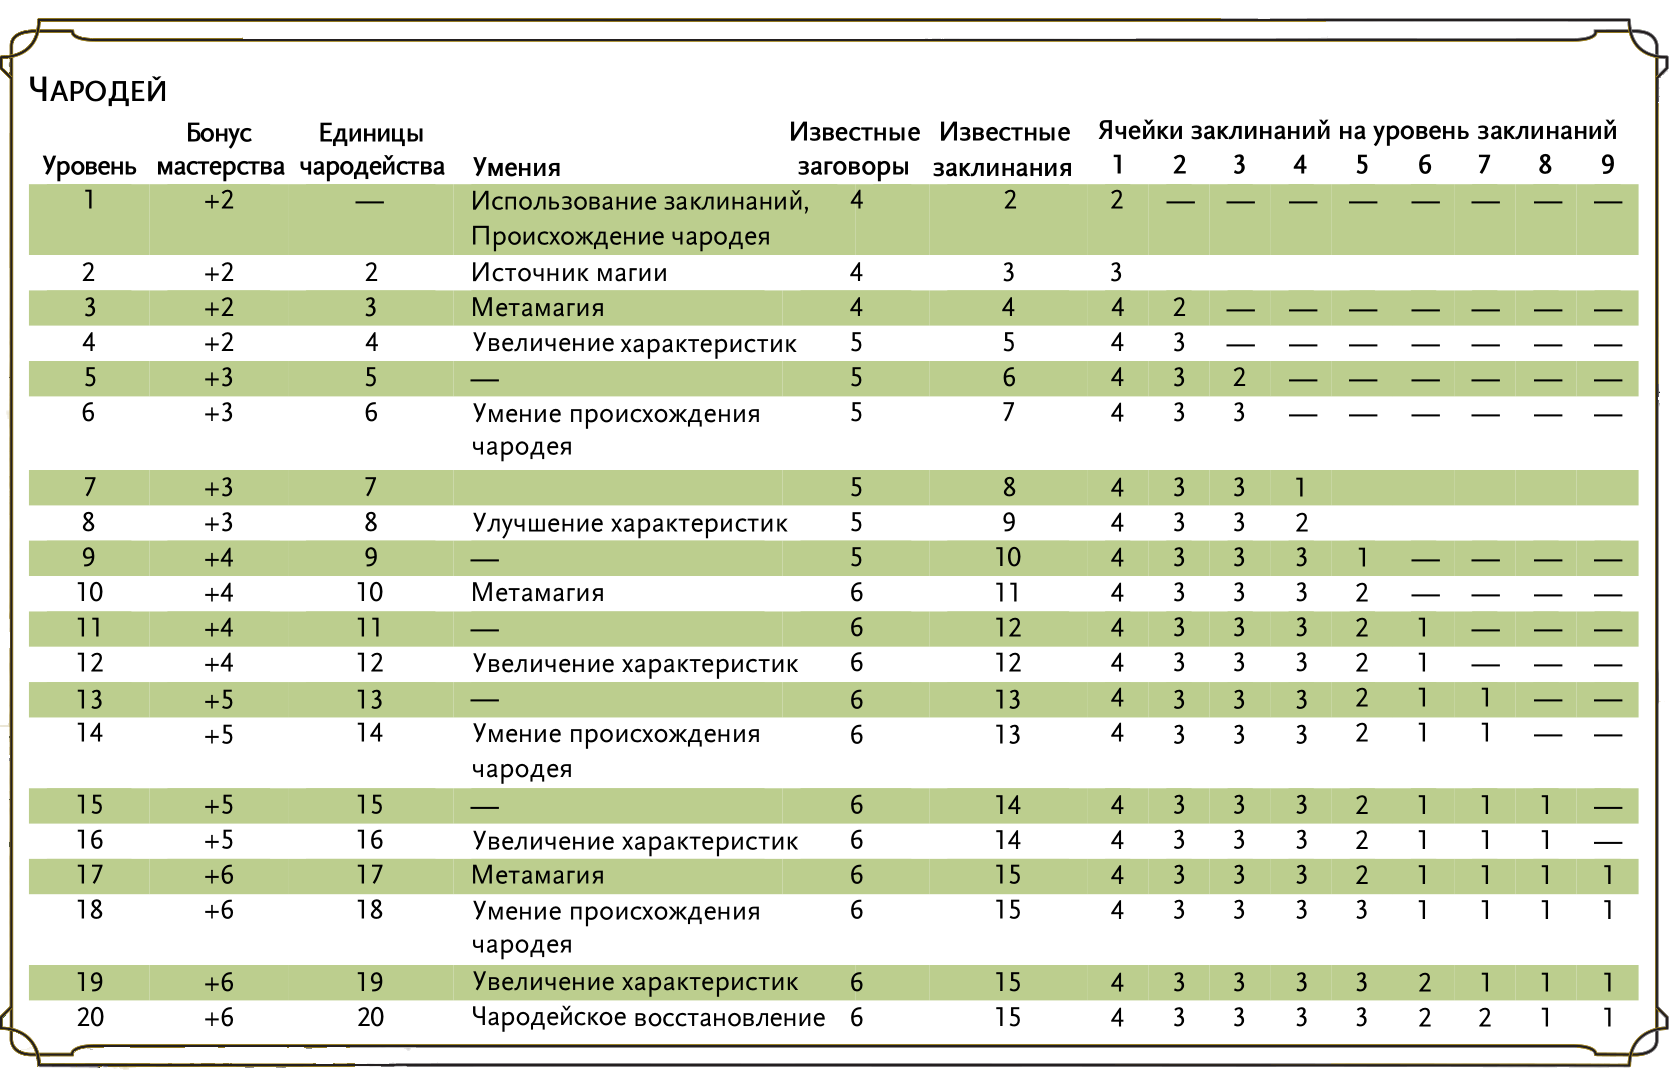 ЧАРОДЕЙ
Уровень Бонус мастерства Единицы чародейства Умения Известные заговоры Известные заклинания Ячейки заклинаний на уровень заклинаний
1 2 3 4 5 6 7 8 9
1 +2 — Использование заклинаний, 4 2 2 — — — — — — — —
Происхождение чародея
2 +2 2 Источник магии 4 3 3
3 +2 3 Метамагия 4 4 4 2 — — — — — — —
4 +2 4 Увеличение характеристик 5 5 4 3 — — — — — — —
5 +3 5 — 5 6 4 3 2 — — — — — —
6 +3 6 Умение происхождения 5 7 4 3 3 — — — — — —
чародея
7 +3 7 5 8 4 3 3 1
8 +3 8 Улучшение характеристик 5 9 4 3 3 2
9 +4 9 — 5 10 4 3 3 3 1 — — — —
10 +4 10 Метамагия 6 11 4 3 3 3 2 — — — —
11 +4 11 — 6 12 4 3 3 3 2 1 — — —
12 +4 12 Увеличение характеристик 6 12 4 3 3 3 2 1 — — —
13 +5 13 — 6 13 4 3 3 3 2 1 1 — —
14 +5 14 Умение происхождения 6 13 4 3 3 3 2 1 1 — —
чародея
15 +5 15 — 6 14 4 3 3 3 2 1 1 1 —
16 +5 16 Увеличение характеристик 6 14 4 3 3 3 2 1 1 1 —
17 +6 17 Метамагия 6 15 4 3 3 3 2 1 1 1 1
18 +6 18 Умение происхождения 6 15 4 3 3 3 3 1 1 1 1
чародея
19 +6 19 Увеличение характеристик 6 15 4 3 3 3 3 2 1 1 1
20 +6 20 Чародейское восстановление 6 15 4 3 3 3 3 2 2 1 1